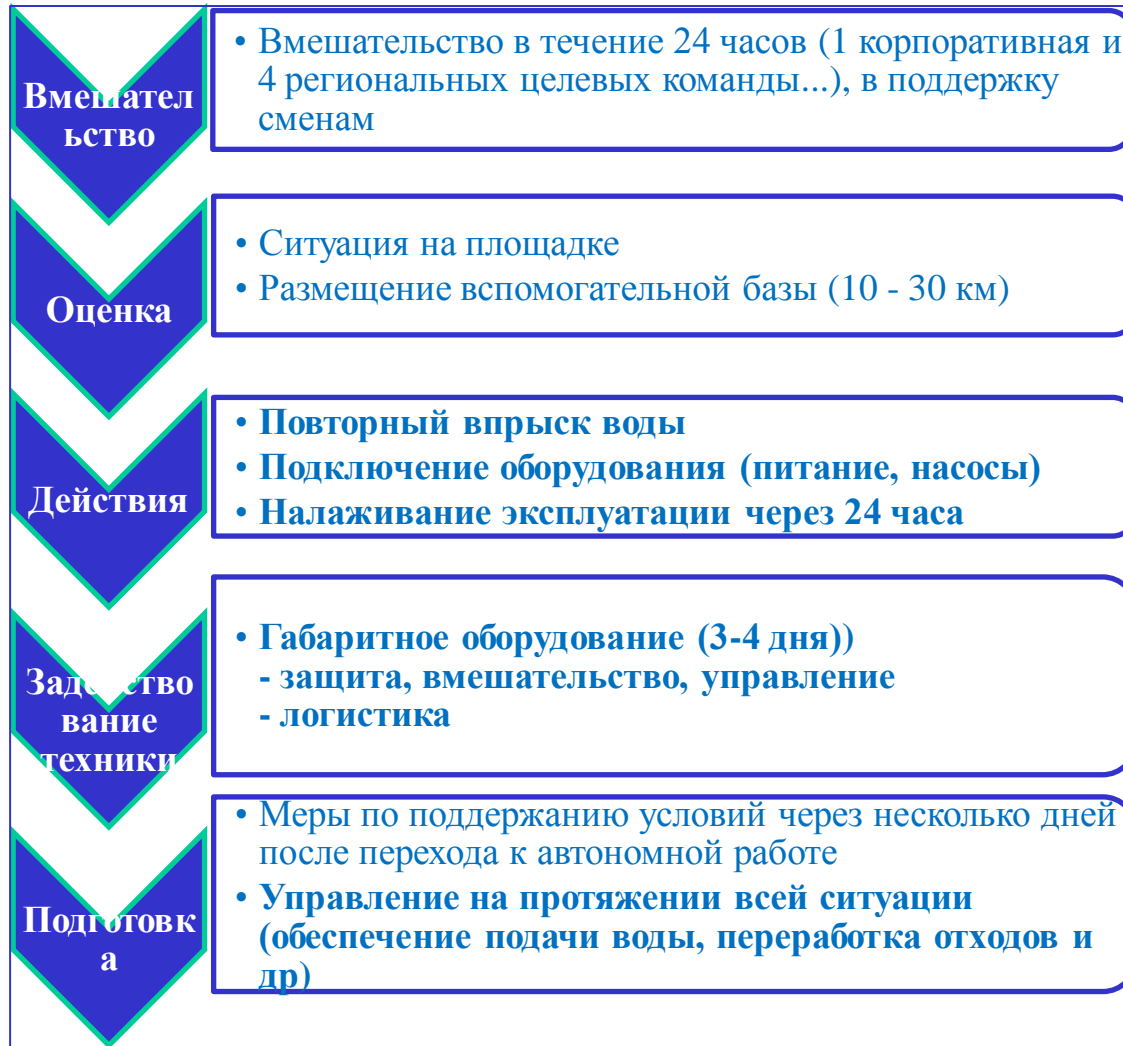 Вмешател
ьство
• Вмешательство в течение 24 часов (1 корпоративная и
4 региональных целевых команды...), в поддержку
сменам
Оценка
• Ситуация на площадке
• Размещение вспомогательной базы (10 - 30 км)
Действия
• Повторный впрыск воды
• Подключение оборудования (питание, насосы)
• Налаживание эксплуатации через 24 часа
Задейство
вание
техники
• Габаритное оборудование (3-4 дня))
- защита, вмешательство, управление
- логистика
Подготовк
а
• Меры по поддержанию условий через несколько дней
после перехода к автономной работе
• Управление на протяжении всей ситуации
(обеспечение подачи воды, переработка отходов и
др)